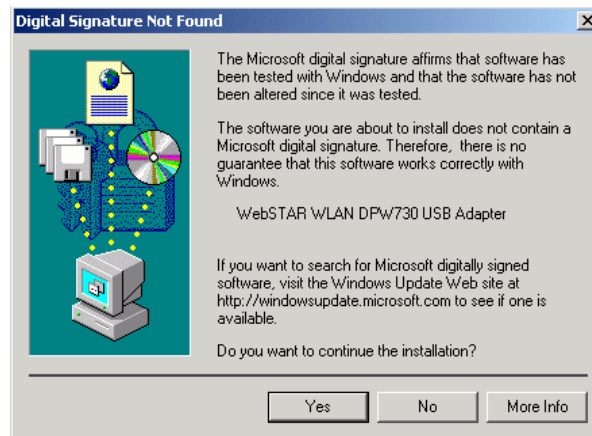 Digital Signature Not Found
The Microsoft digital signature affirms that software has
been tested with Windows and that the software has not
been altered since it was tested.
The software you are about to install does not contain a
Microsoft digital signature. Therefore, there is no
guarantee that this software works correctly with
Windows.
WebSTAR WLAN DPW730 USB Adapter
If you want to search for Microsoft digitally signed
software, visit the Windows Update Web site at
http://windowsupdate.microsoft.com to see if one is
available.
Do you want to continue the installation?
Yes No More Info